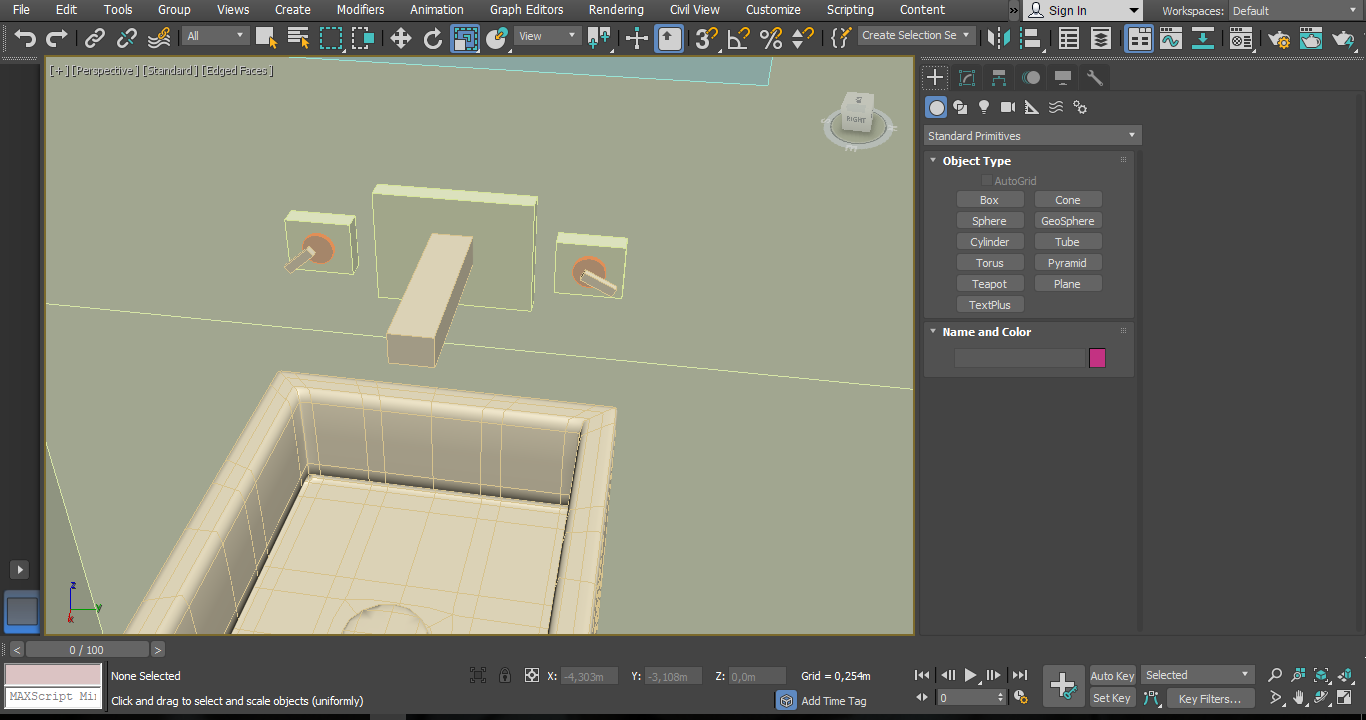 File Edit Tools Group Views Create Modifiers Animation Graph Editors Rendering Civil View Customize Scripting Content » Sign In Workspaces: Default
All View 3 Create Selection Se
[+] [Perspective] [Standard] [Edged Faces]
RIGHT
Standard Primitives
Object Type
AutoGrid
Box Cone
Sphere GeoSphere
Cylinder Tube
Torus Pyramid
Teapot Plane
TextPlus
Name and Color
z
y
x
< 0 / 100 >
None Selected X: -4,303m Y: -3,108m Z: 0,0m Grid = 0,254m Auto Key Selected
MAXScript Mi
Click and drag to select and scale objects (uniformly) Add Time Tag 0 Set Key Key Filters...